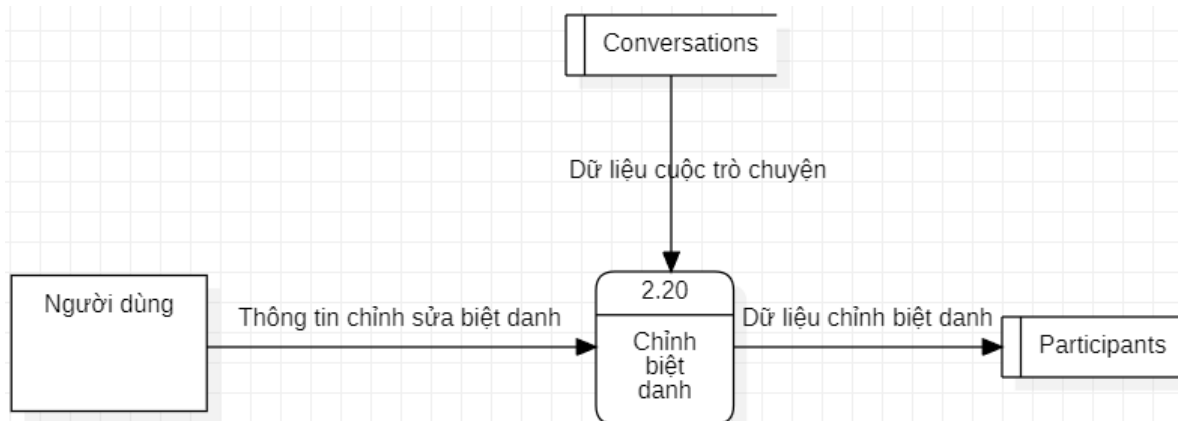 Conversations
Dữ liệu cuộc trò chuyện
Người dùng
Thông tin chỉnh sửa biệt danh
2.20
Chỉnh
biệt
danh
Dữ liệu chỉnh biệt danh
Participants